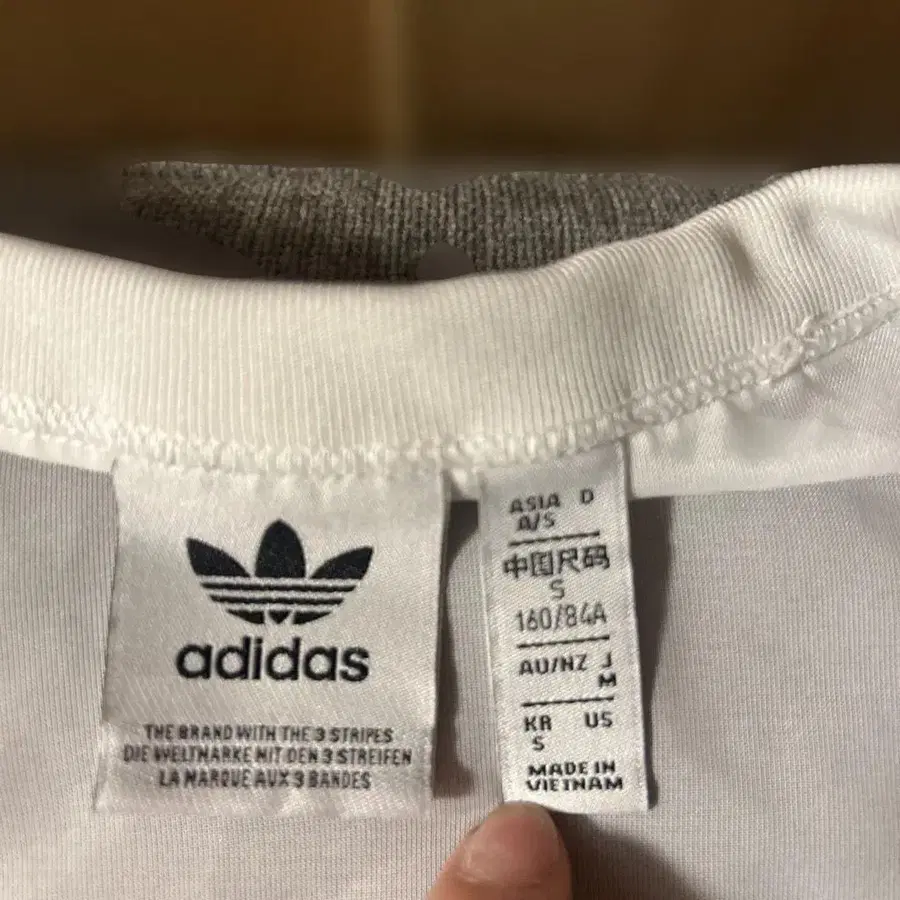 adidas
THE BRAND WITH THE 3 STRIPES
DIE WELTMARKE MIT DEN 3 STREIFEN
LA MARQUE AUX 3 BANDES
ASIA D
A/S
中国尺码
S
160/84A
AU/NZ J
M
KR US
S
MADE IN
VIETNAM